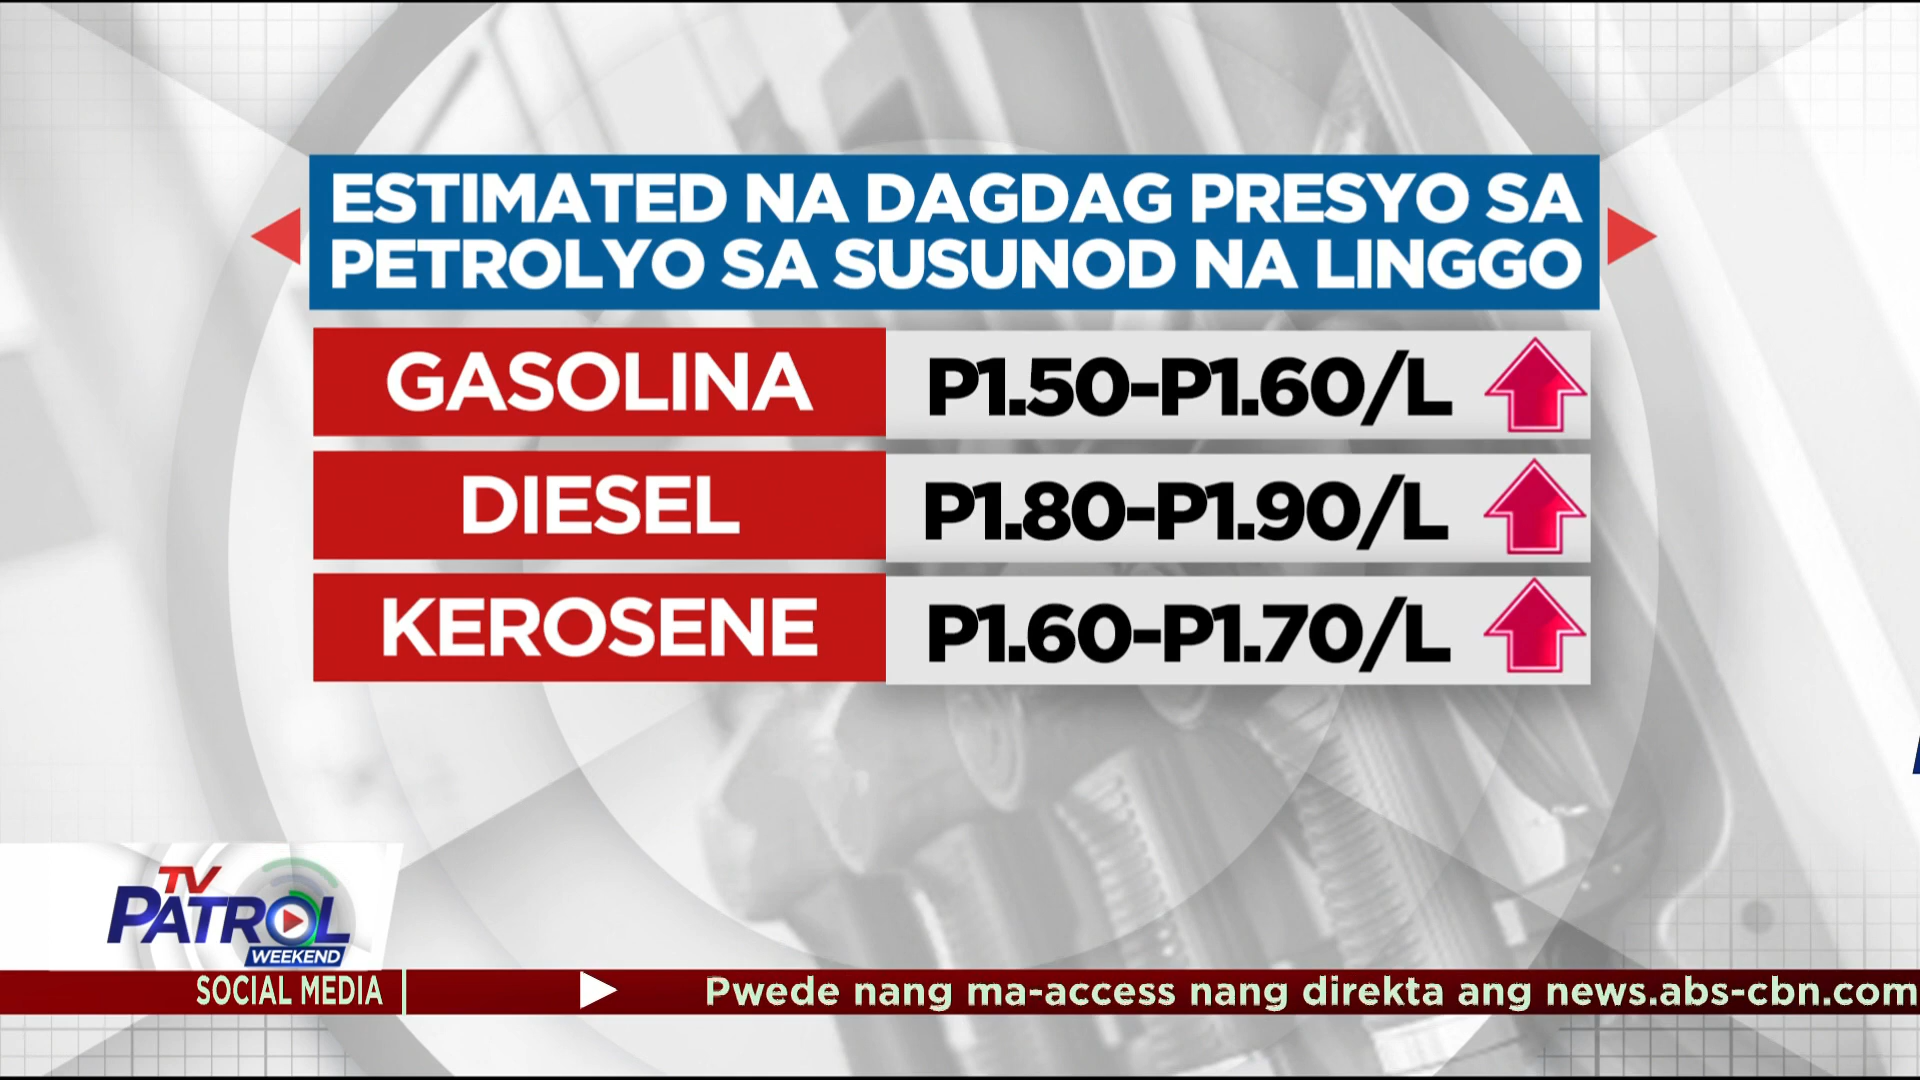 ESTIMATED NA DAGDAG PRESYO SA
PETROLYO SA SUSUNOD NA LINGGO
GASOLINA P1.50-P1.60/L
DIESEL P1.80-P1.90/L
KEROSENE P1.60-P1.70/L
TV
PATROL
WEEKEND
SOCIAL MEDIA Pwede nang ma-access nang direkta ang news.abs-cbn.com